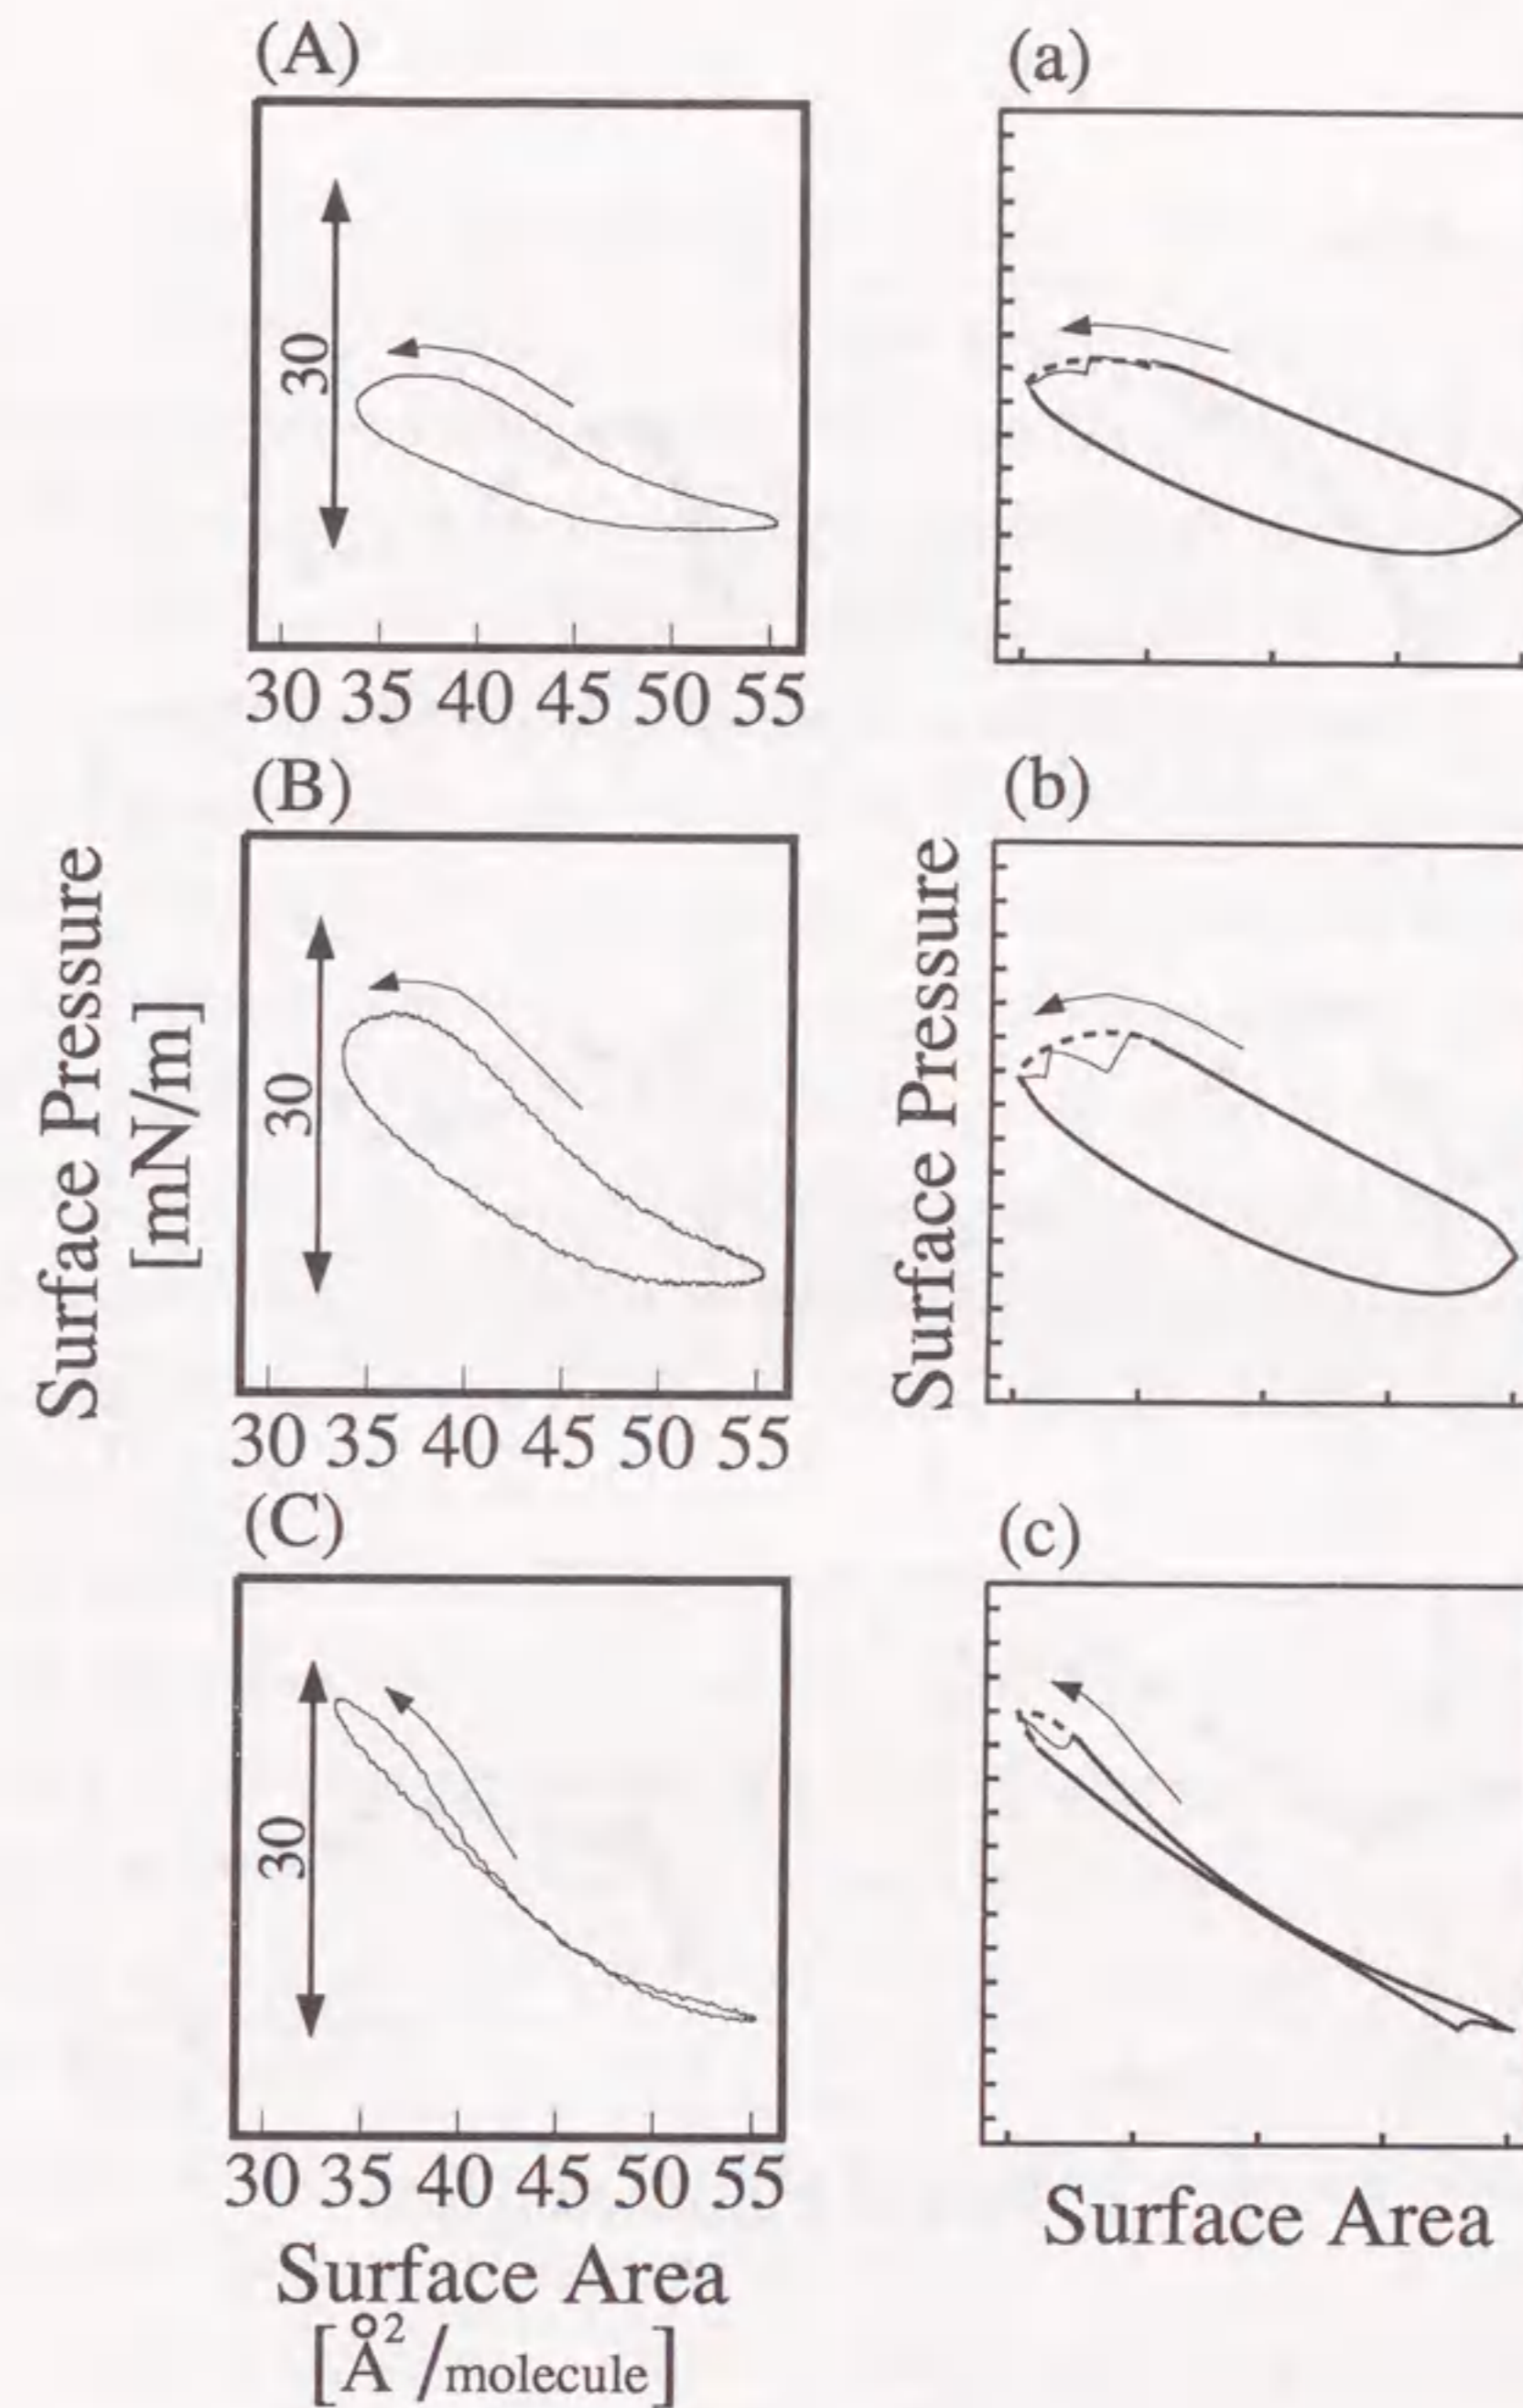 (A)
30
30 35 40 45 50 55
(a)
(B)
30
30 35 40 45 50 55
(b)
Surface Pressure
[mN/m]
Surface Pressure
(C)
30
30 35 40 45 50 55
Surface Area
[Å²/molecule]
(c)
Surface Area